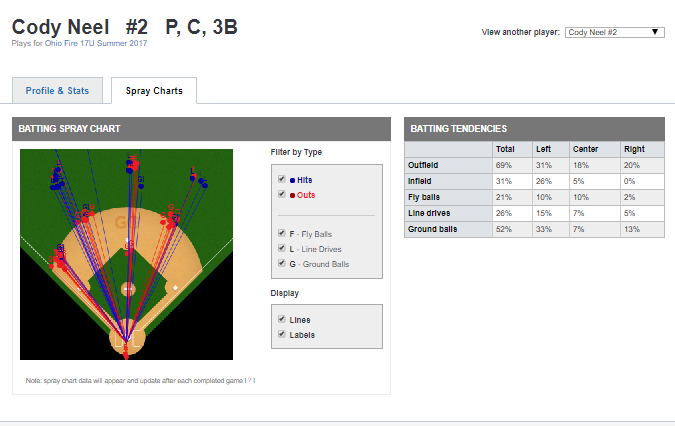 Cody Neel #2 P, C, 3B
Plays for Ohio Fire 17U Summer 2017
View another player: Cody Neel #2
Profile & Stats
Spray Charts
BATTING SPRAY CHART
Filter by Type
Hits
Outs
F - Fly Balls
L - Line Drives
G - Ground Balls
Display
Lines
Labels
Note: spray chart data will appear and update after each completed game [ ? ]
BATTING TENDENCIES
Total Left Center Right
Outfield 69% 31% 18% 20%
Infield 31% 26% 5% 0%
Fly balls 21% 10% 10% 2%
Line drives 26% 15% 7% 5%
Ground balls 52% 33% 7% 13%